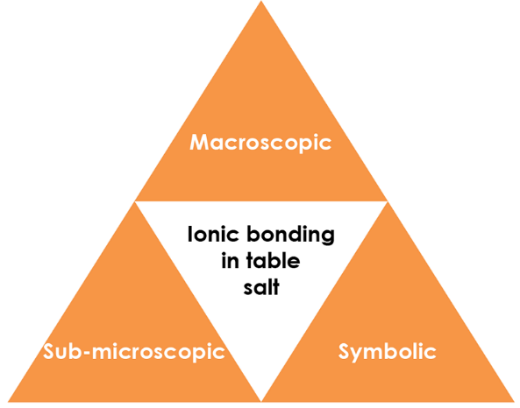 Macroscopic
Ionic bonding
in table
salt
Sub-microscopic
Symbolic